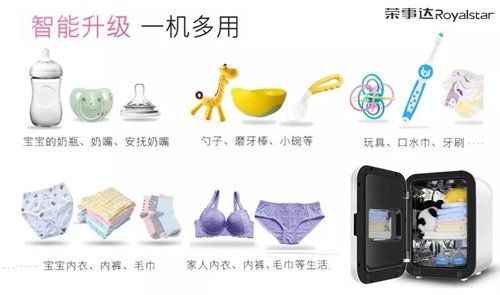 荣事达Royalstar
智能升级 一机多用
宝宝的奶瓶、奶嘴、安抚奶嘴
勺子、磨牙棒、小碗等
玩具、口水巾、牙刷
宝宝内衣、内裤、毛巾
家人内衣、内裤、毛巾等生活.